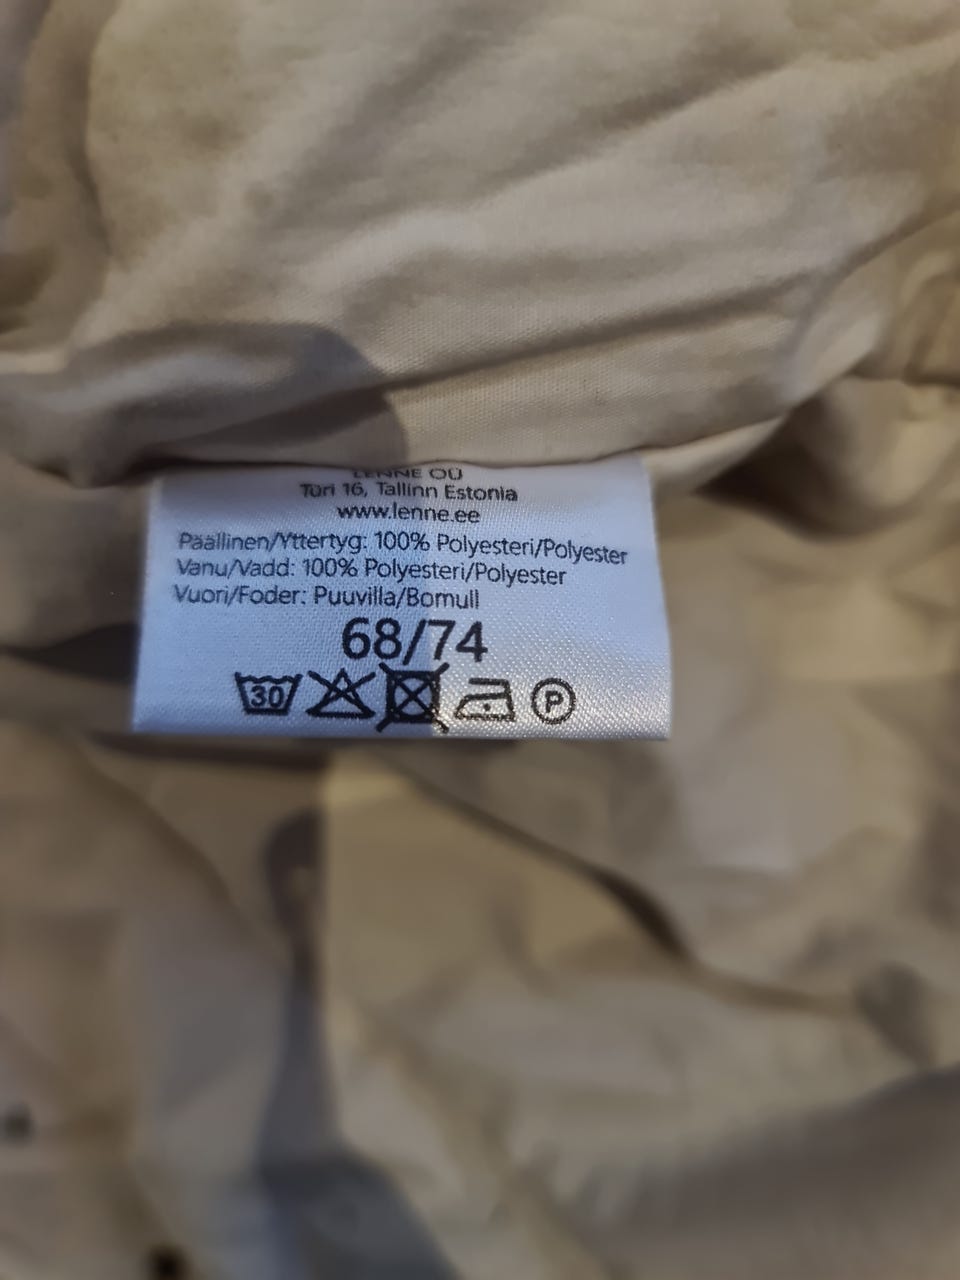 LENNE OÜ
Türi 16, Tallinn Estonia
www.lenne.ee
Päällinen/Yttertyg: 100% Polyesteri/Polyester
Vanu/Vadd: 100% Polyesteri/Polyester
Vuori/Foder: Puuvilla/Bomull
68/74
30 P